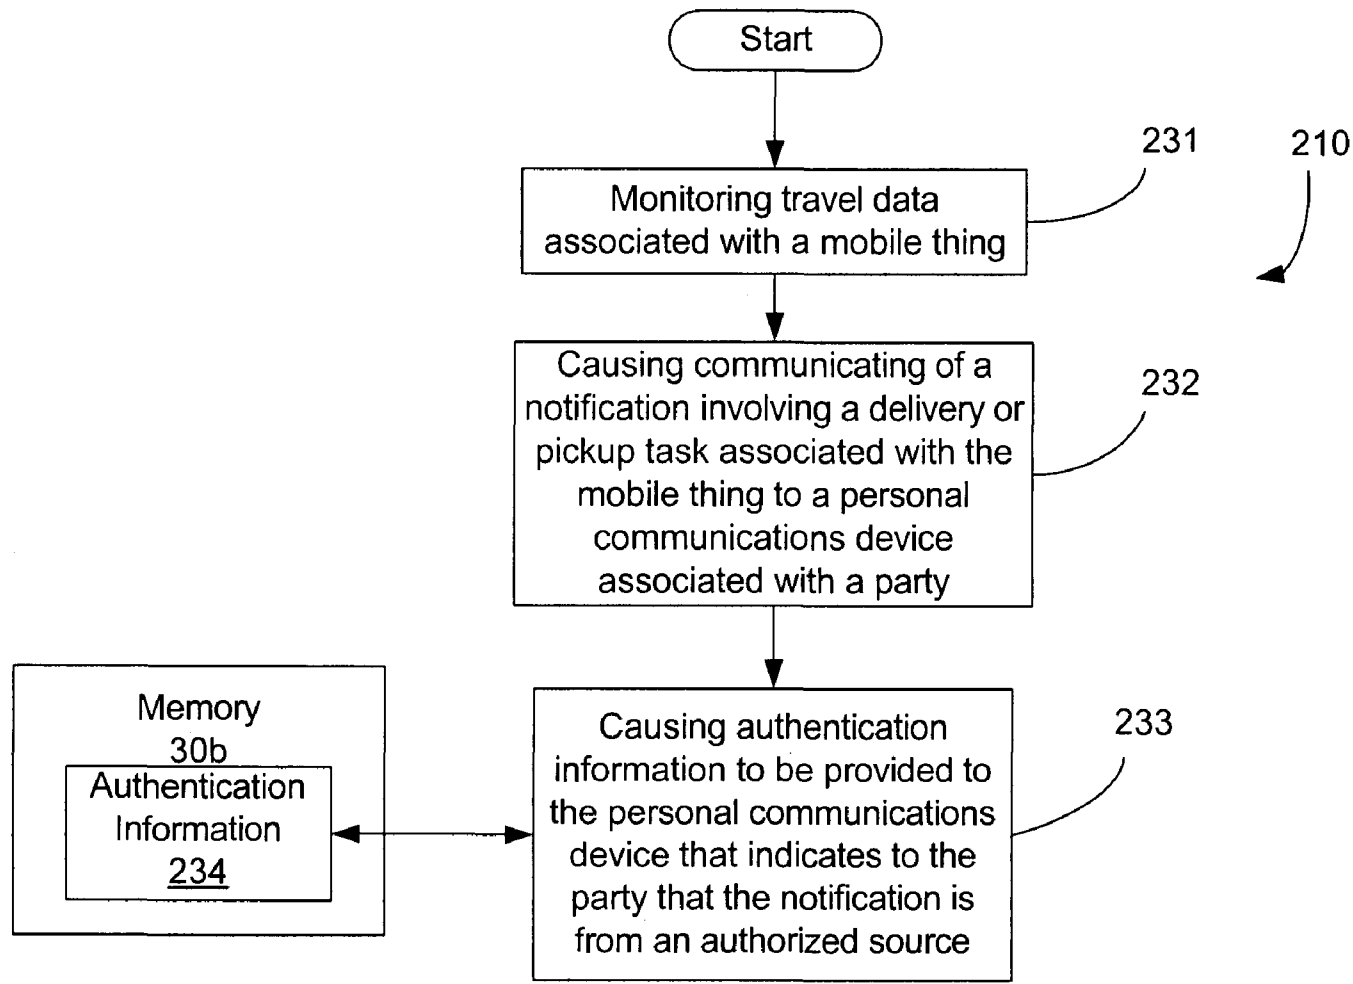 Start
231
210
Monitoring travel data
associated with a mobile thing
232
Causing communicating of a
notification involving a delivery or
pickup task associated with the
mobile thing to a personal
communications device
associated with a party
233
Causing authentication
information to be provided to
the personal communications
device that indicates to the
party that the notification is
from an authorized source
Memory
30b
Authentication
Information
234